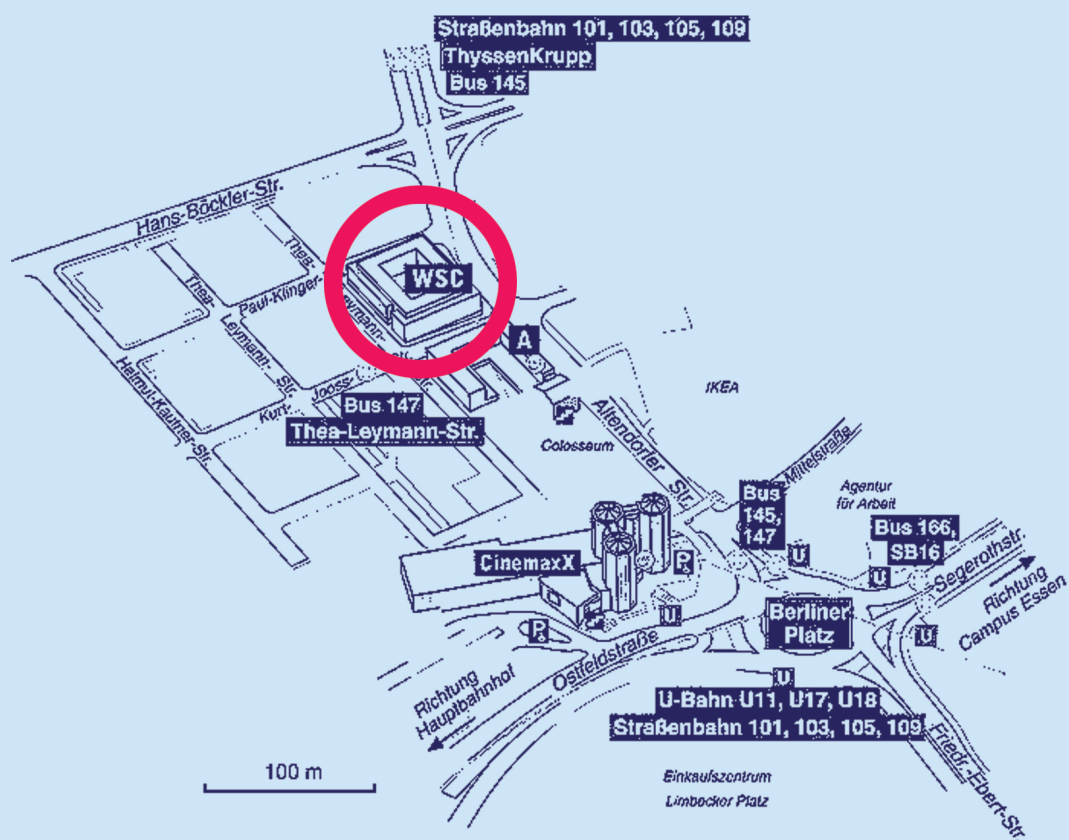 Straßenbahn 101, 103, 105, 109
ThyssenKrupp
Bus 145
Hans-Böckler-Str.
Thea-
Leymann-
Str.
Thea-
Leymann-
Str.
Paul-Klinger-
WSC
A
Helmut-Käutner-Str.
Kurt-
Jooss-
Str.
Bus 147
Thea-Leymann-Str.
IKEA
Colosseum
Altendorfer Str.
Mittelstraße
Agentur
für Arbeit
Bus
145,
147
Bus 166,
SB16
Segerothstr.
Richtung
Campus Essen
CinemaxX
P
U
U
U
U
P
Berliner
Platz
Ostfeldstraße
Richtung
Hauptbahnhof
U
U-Bahn U11, U17, U18
Straßenbahn 101, 103, 105, 109
Friedr.-Ebert-Str
100 m
Einkaufszentrum
Limbecker Platz